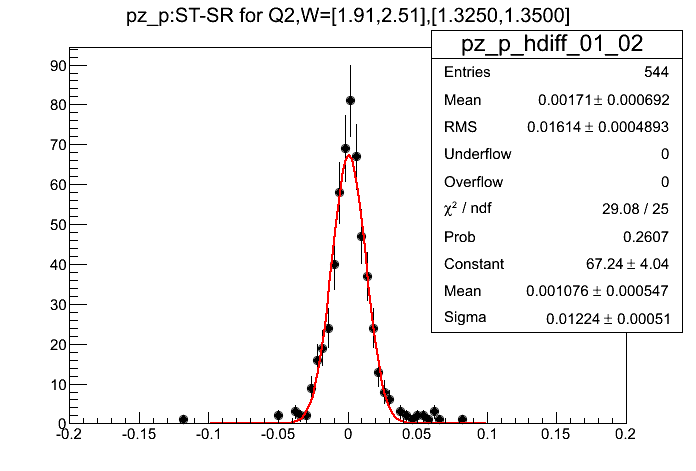 pz_p:ST-SR for Q2,W=[1.91,2.51],[1.3250,1.3500]
pz_p_hdiff_01_02
Entries 544
Mean 0.00171 ± 0.000692
RMS 0.01614 ± 0.0004893
Underflow 0
Overflow 0
χ² / ndf 29.08 / 25
Prob 0.2607
Constant 67.24 ± 4.04
Mean 0.001076 ± 0.000547
Sigma 0.01224 ± 0.00051
90
80
70
60
50
40
30
20
10
0
-0.2 -0.15 -0.1 -0.05 0 0.05 0.1 0.15 0.2